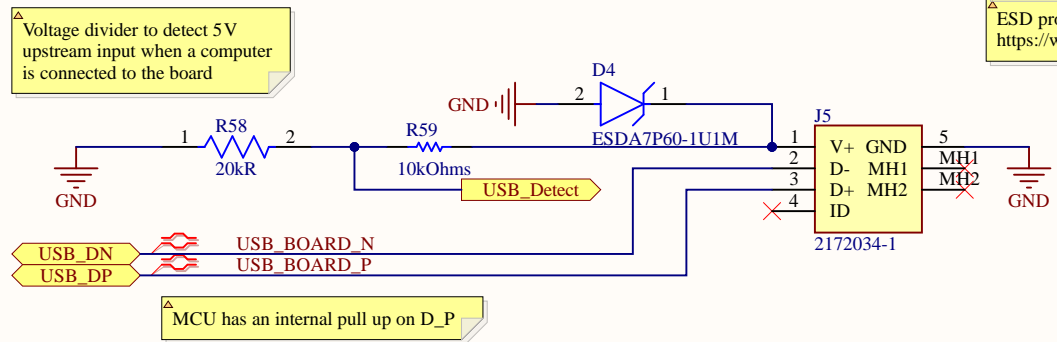 Voltage divider to detect 5V
upstream input when a computer
is connected to the board
ESD pro
https://w
D4
GND
2
1
ESDA7P60-1U1M
J5
R58
1
2
20kR
R59
10kOhms
GND
USB_Detect
1
V+
GND
5
2
D-
MH1
MH1
3
D+
MH2
MH2
4
ID
GND
2172034-1
USB_DN
USB_BOARD_N
USB_DP
USB_BOARD_P
MCU has an internal pull up on D_P